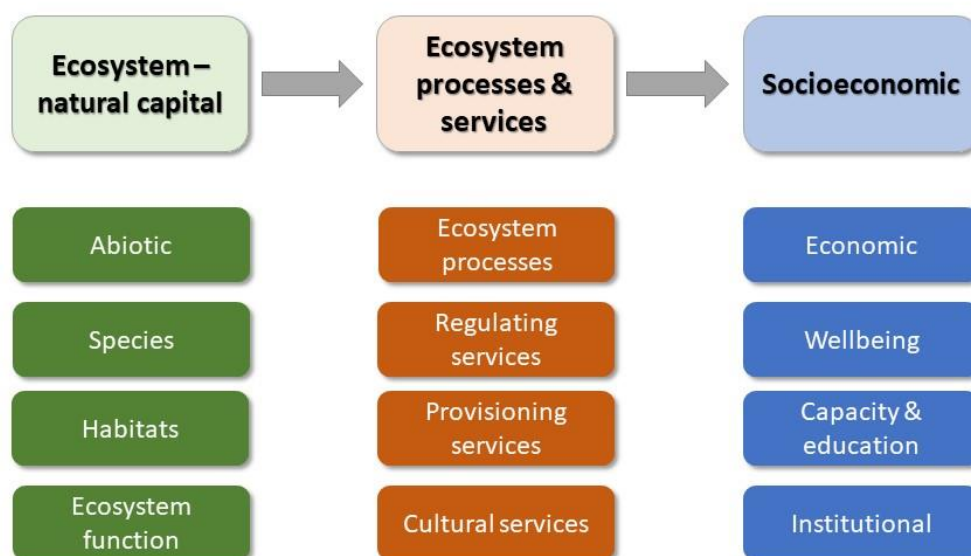 Ecosystem –
natural capital
Ecosystem
processes &
services
Socioeconomic
Abiotic
Ecosystem
processes
Economic
Species
Regulating
services
Wellbeing
Habitats
Provisioning
services
Capacity &
education
Ecosystem
function
Cultural services
Institutional